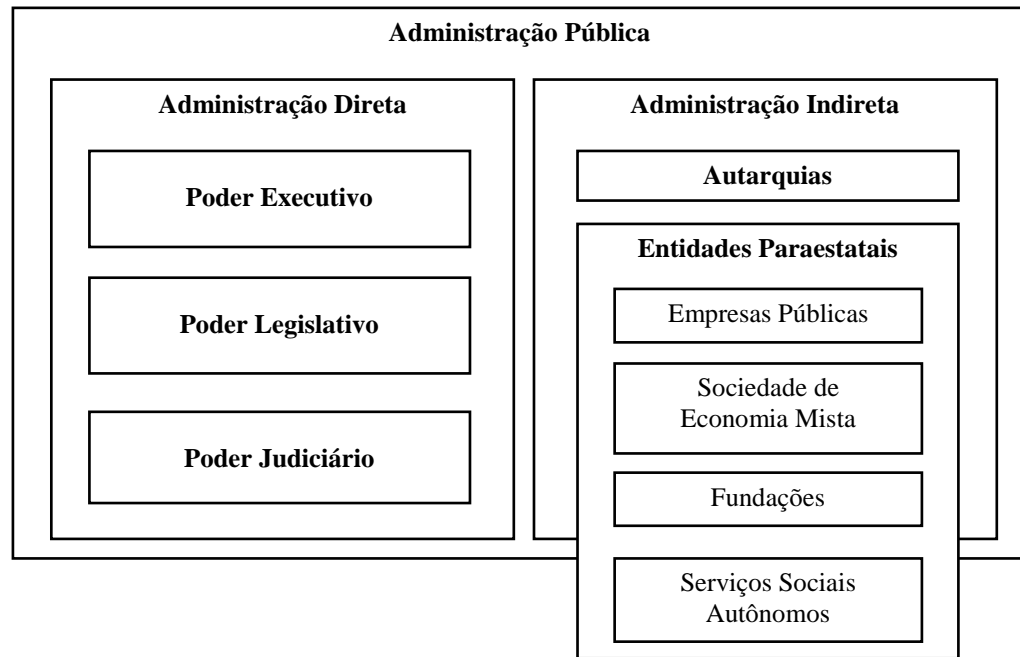 Administração Pública
Administração Direta
Poder Executivo
Poder Legislativo
Poder Judiciário
Administração Indireta
Autarquias
Entidades Paraestatais
Empresas Públicas
Sociedade de
Economia Mista
Fundações
Serviços Sociais
Autônomos